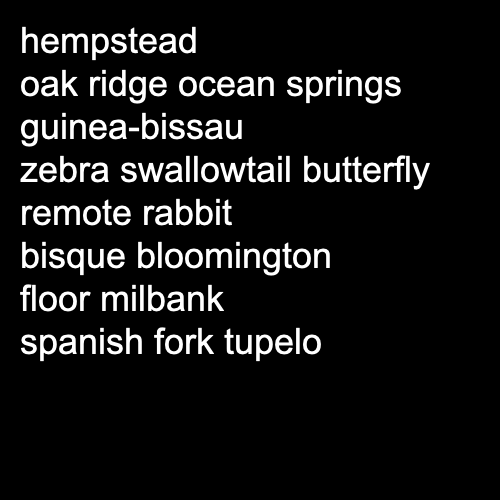 hempstead
oak ridge ocean springs
guinea-bissau
zebra swallowtail butterfly
remote rabbit
bisque bloomington
floor milbank
spanish fork tupelo